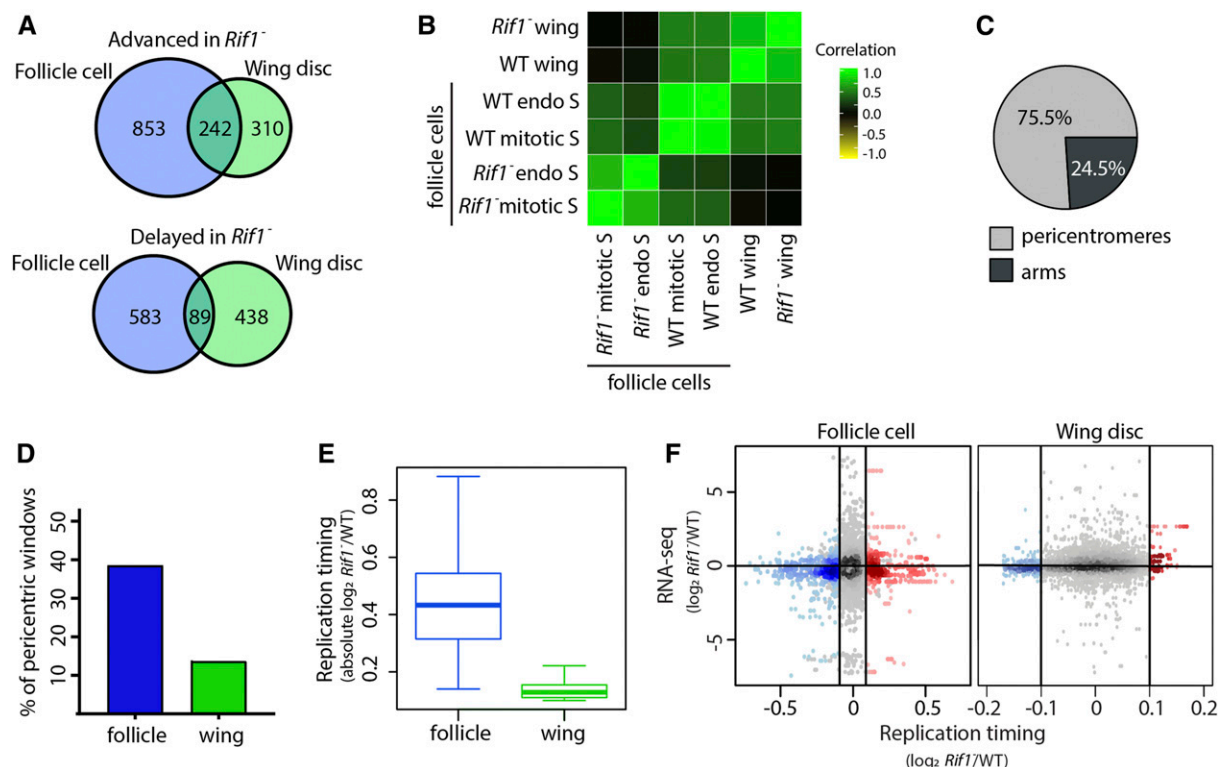 A
Advanced in Rif1⁻
Follicle cell
Wing disc
853
242
310
Delayed in Rif1⁻
Follicle cell
Wing disc
583
89
438
B
Rif1⁻ wing
WT wing
WT endo S
WT mitotic S
Rif1⁻ endo S
Rif1⁻ mitotic S
follicle cells
Rif1⁻ mitotic S
Rif1⁻ endo S
WT mitotic S
WT endo S
WT wing
Rif1⁻ wing
follicle cells
Correlation
1.0
0.5
0.0
-0.5
-1.0
C
75.5%
24.5%
pericentromeres
arms
D
% of pericentric windows
50
40
30
20
10
follicle
wing
E
Replication timing
(absolute log₂ Rif1⁻/WT)
0.8
0.6
0.4
0.2
follicle
wing
F
Follicle cell
Wing disc
RNA-seq
(log₂ Rif1⁻/WT)
5
0
-5
-0.5
0
0.5
-0.2
-0.1
0
0.1
0.2
Replication timing
(log₂ Rif1⁻/WT)